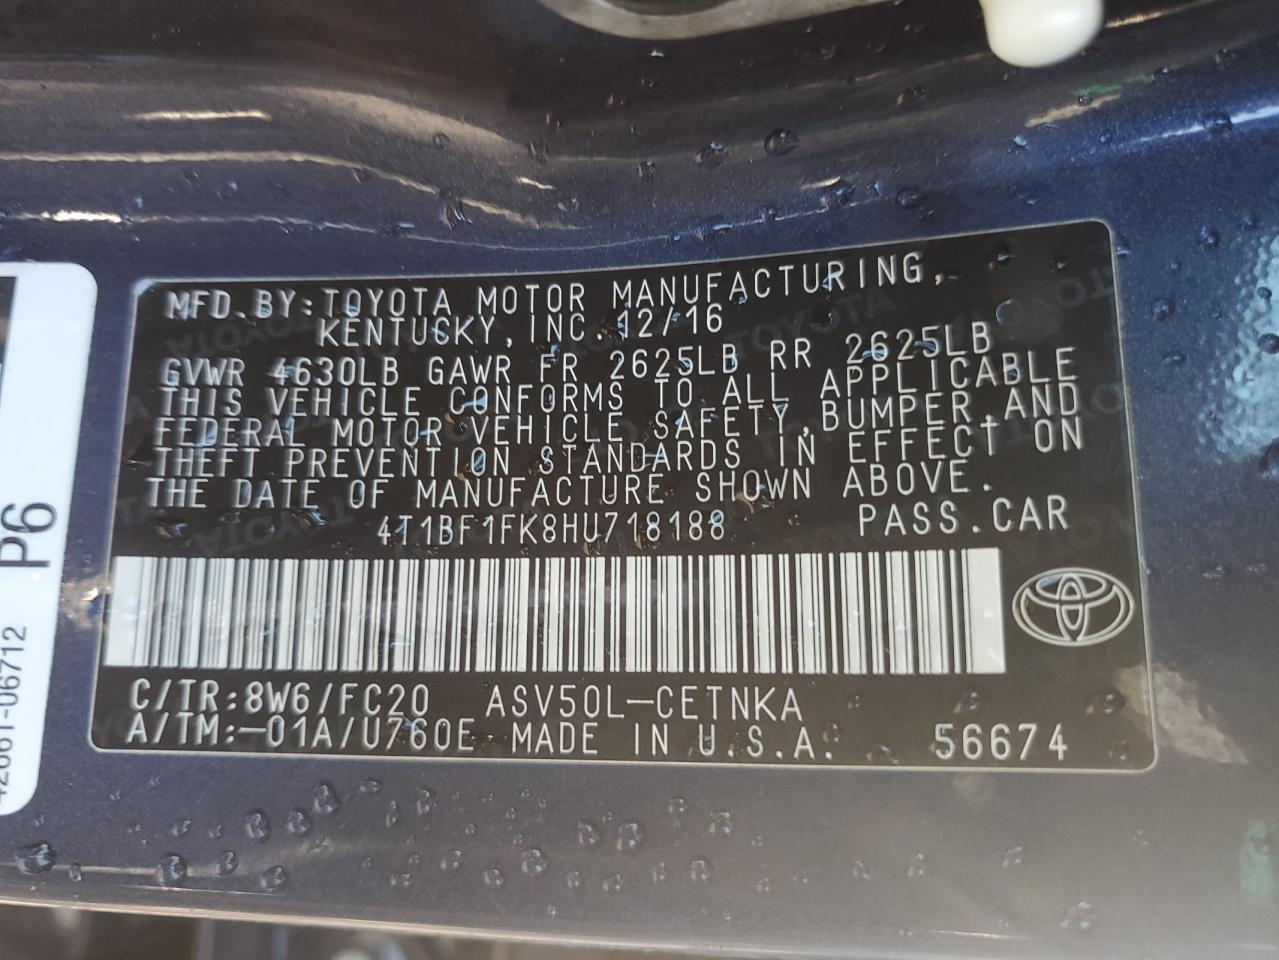 MFD.BY:TOYOTA MOTOR MANUFACTURING,
KENTUCKY,INC.12/16
GVWR 4630LB GAWR FR 2625LB RR 2625LB
THIS VEHICLE CONFORMS TO ALL APPLICABLE
FEDERAL MOTOR VEHICLE SAFETY,BUMPER,AND
THEFT PREVENTION STANDARDS IN EFFECT ON
THE DATE OF MANUFACTURE SHOWN ABOVE.
4T1BF1FK8HU718188 PASS.CAR
C/TR:8W6/FC20 ASV50L-CETNKA
A/TM:-01A/U760E MADE IN U.S.A. 56674
P6
42661-06712